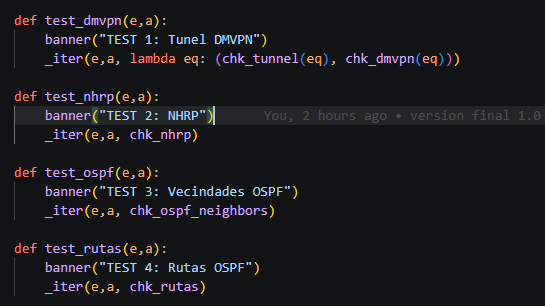 def test_dmvpn(e,a):
    banner("TEST 1: Tunel DMVPN")
    _iter(e,a, lambda eq: (chk_tunnel(eq), chk_dmvpn(eq)))
def test_nhrp(e,a):
    banner("TEST 2: NHRP")        You, 2 hours ago • version final 1.0
    _iter(e,a, chk_nhrp)
def test_ospf(e,a):
    banner("TEST 3: Vecindades OSPF")
    _iter(e,a, chk_ospf_neighbors)
def test_rutas(e,a):
    banner("TEST 4: Rutas OSPF")
    _iter(e,a, chk_rutas)